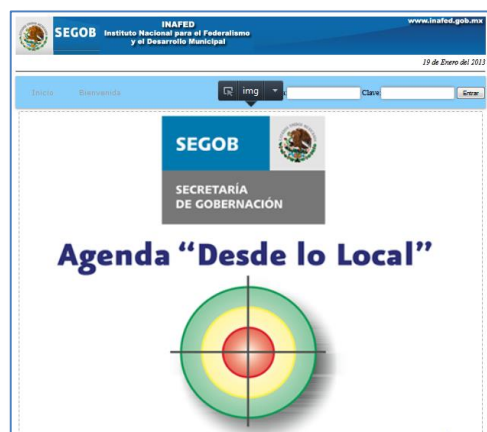 SEGOB
INAFED
Instituto Nacional para el Federalismo
y el Desarrollo Municipal
www.inafed.gob.mx
19 de Enero del 2013
Inicio Bienvenida
img
Clave
Entrar
SEGOB
SECRETARÍA
DE GOBERNACIÓN
Agenda “Desde lo Local”